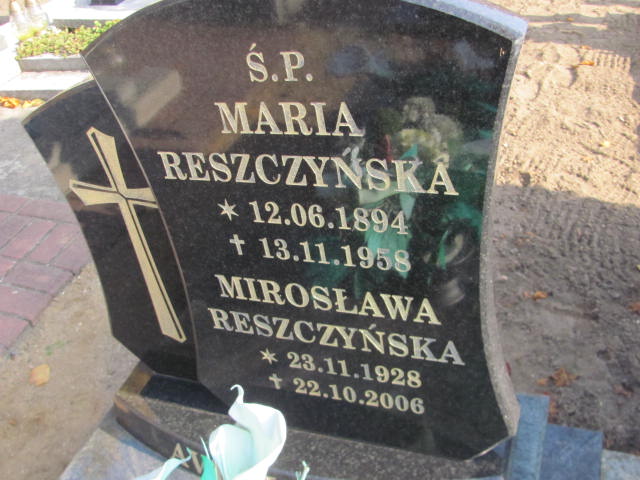 Ś.P.
MARIA
RESZCZYŃSKA
* 12.06.1894
† 13.11.1958
MIROSŁAWA
RESZCZYŃSKA
* 23.11.1928
† 22.10.2006